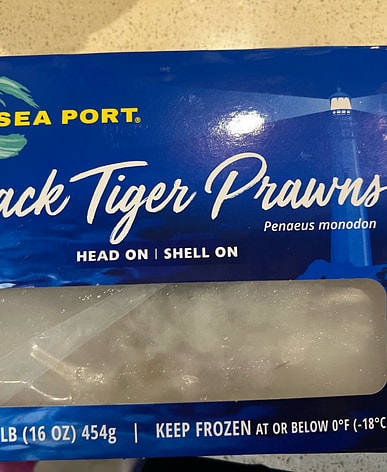 SEA PORT®
ack Tiger Prawns
Penaeus monodon
HEAD ON | SHELL ON
LB (16 OZ) 454g | KEEP FROZEN AT OR BELOW 0°F (-18°C